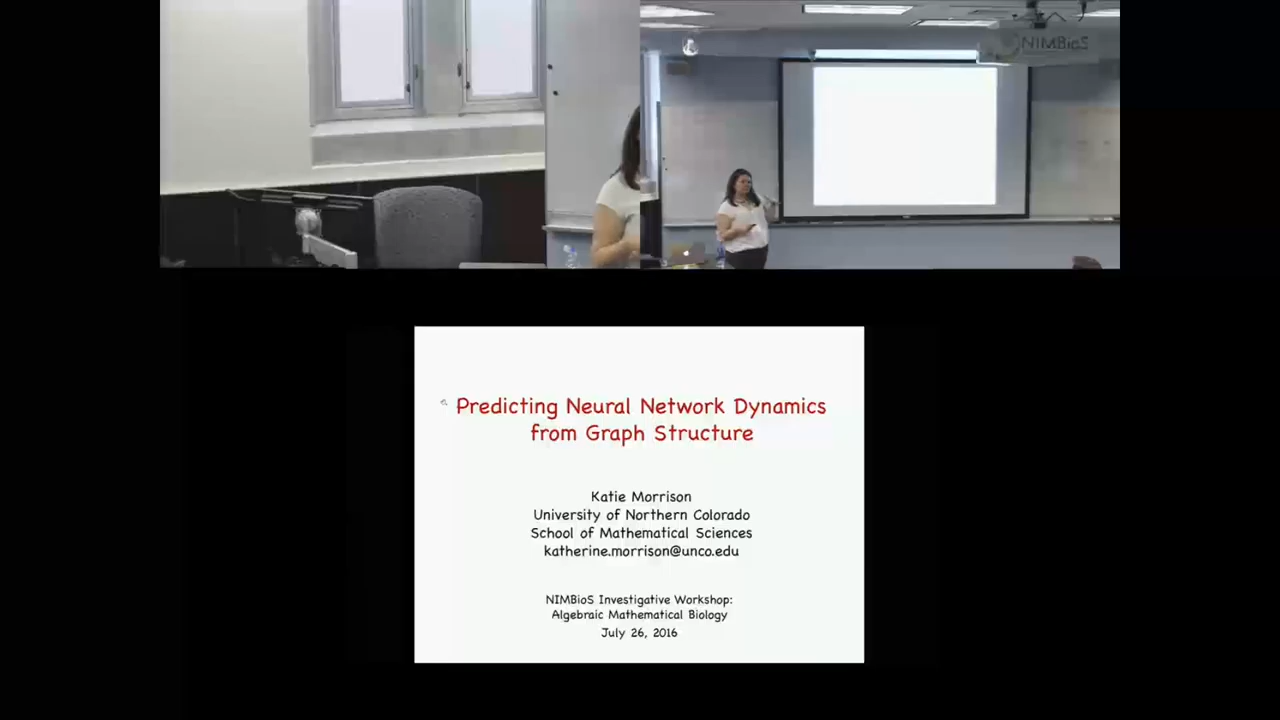 NIMBioS
Predicting Neural Network Dynamics
from Graph Structure
Katie Morrison
University of Northern Colorado
School of Mathematical Sciences
katherine.morrison@unco.edu
NIMBioS Investigative Workshop:
Algebraic Mathematical Biology
July 26, 2016